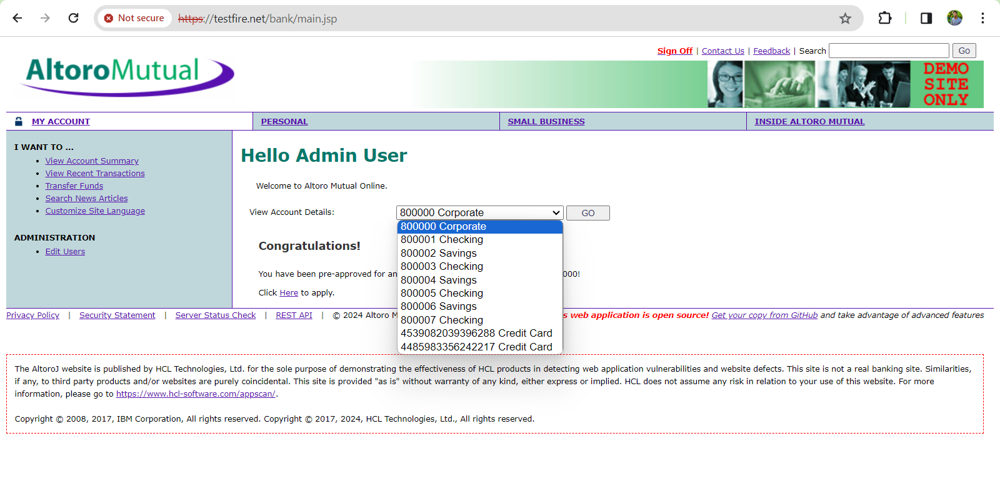 Not secure https://testfire.net/bank/main.jsp
Sign Off | Contact Us | Feedback | Search Go
AltoroMutual
DEMO
SITE
ONLY
MY ACCOUNT PERSONAL SMALL BUSINESS INSIDE ALTORO MUTUAL
I WANT TO ...
View Account Summary
View Recent Transactions
Transfer Funds
Search News Articles
Customize Site Language
ADMINISTRATION
Edit Users
Hello Admin User
Welcome to Altoro Mutual Online.
View Account Details: 800000 Corporate GO
800000 Corporate
800001 Checking
800002 Savings
800003 Checking
800004 Savings
800005 Checking
800006 Savings
800007 Checking
4539082039396288 Credit Card
4485983356242217 Credit Card
Congratulations!
You have been pre-approved for an 000!
Click Here to apply.
Privacy Policy | Security Statement | Server Status Check | REST API | © 2024 Altoro M s web application is open source! Get your copy from GitHub and take advantage of advanced features
The AltoroJ website is published by HCL Technologies, Ltd. for the sole purpose of demonstrating the effectiveness of HCL products in detecting web application vulnerabilities and website defects. This site is not a real banking site. Similarities,
if any, to third party products and/or websites are purely coincidental. This site is provided "as is" without warranty of any kind, either express or implied. HCL does not assume any risk in relation to your use of this website. For more
information, please go to https://www.hcl-software.com/appscan/.
Copyright © 2008, 2017, IBM Corporation, All rights reserved. Copyright © 2017, 2024, HCL Technologies, Ltd., All rights reserved.